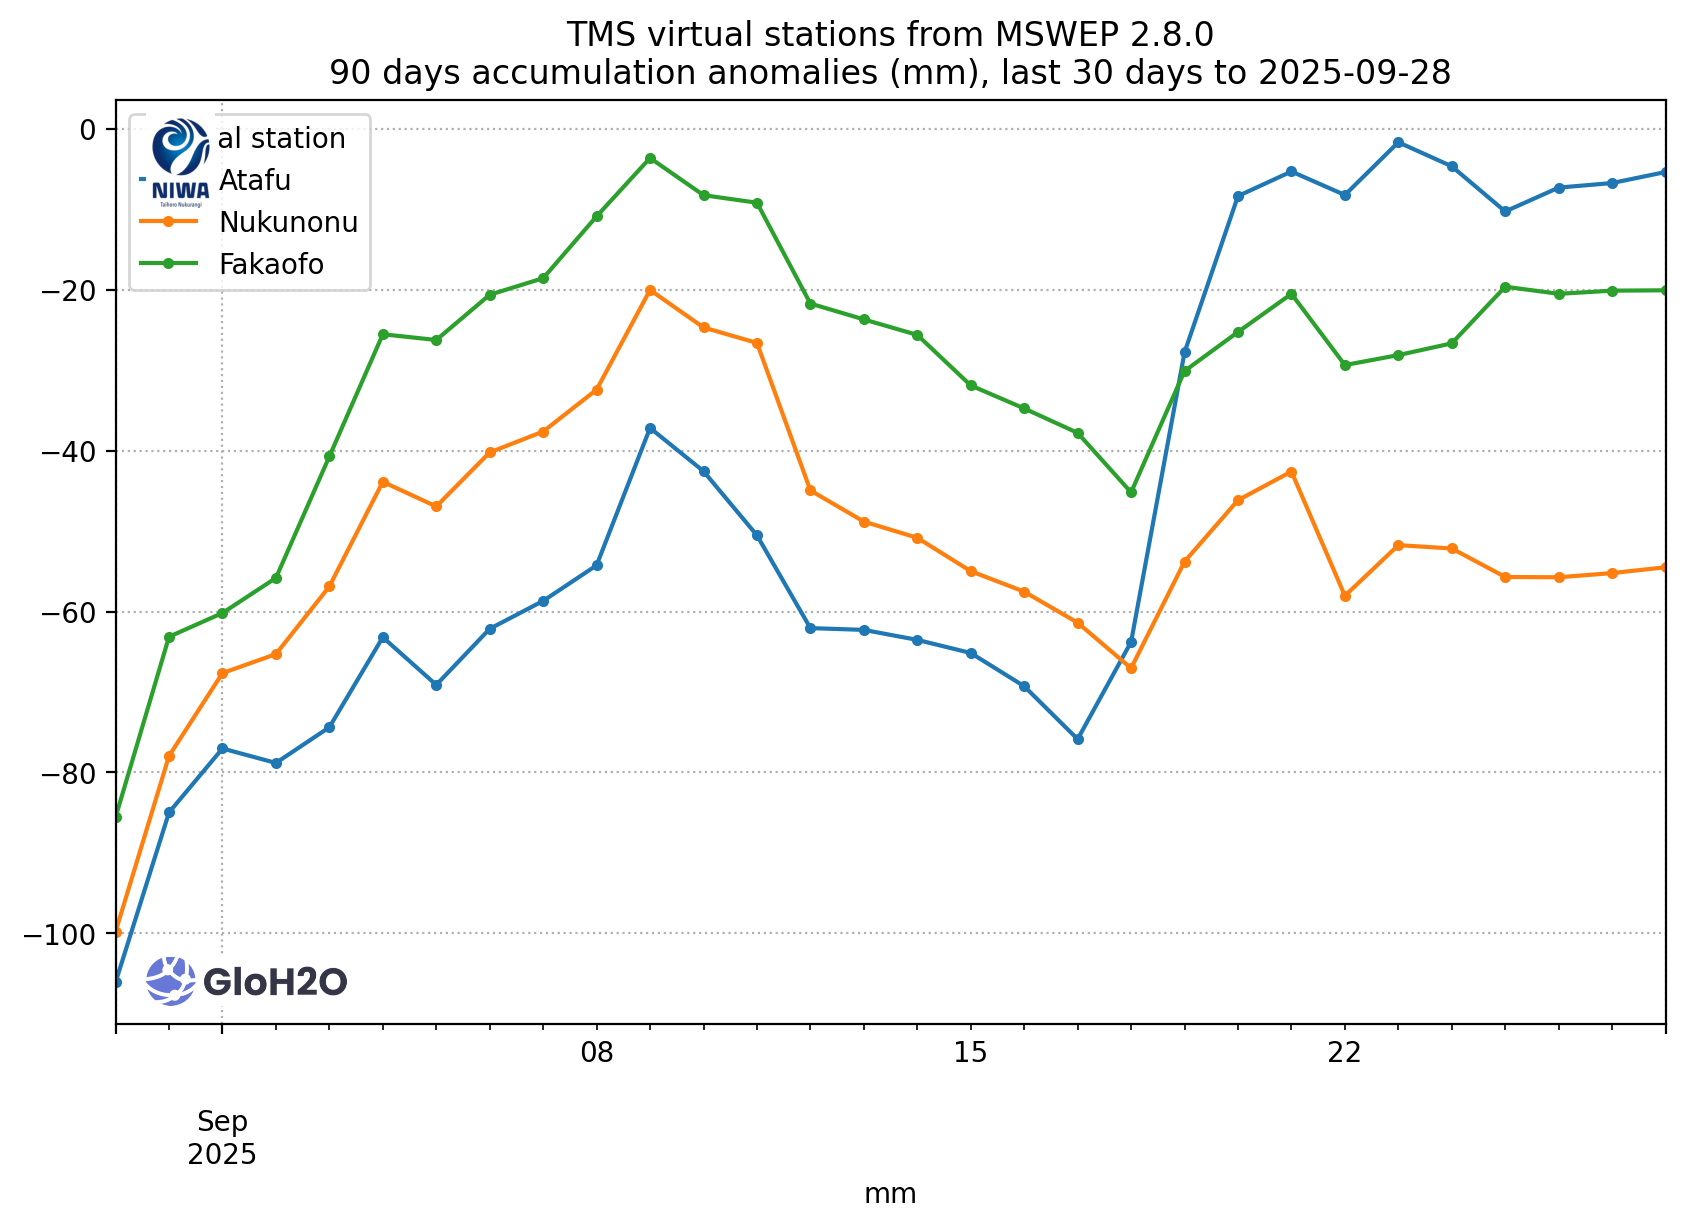 TMS virtual stations from MSWEP 2.8.0
90 days accumulation anomalies (mm), last 30 days to 2025-09-28
0
−20
−40
−60
−80
−100
al station
Atafu
Nukunonu
Fakaofo
NIWA
Taihoro Nukurangi
GloH2O
08
15
22
Sep
2025
mm